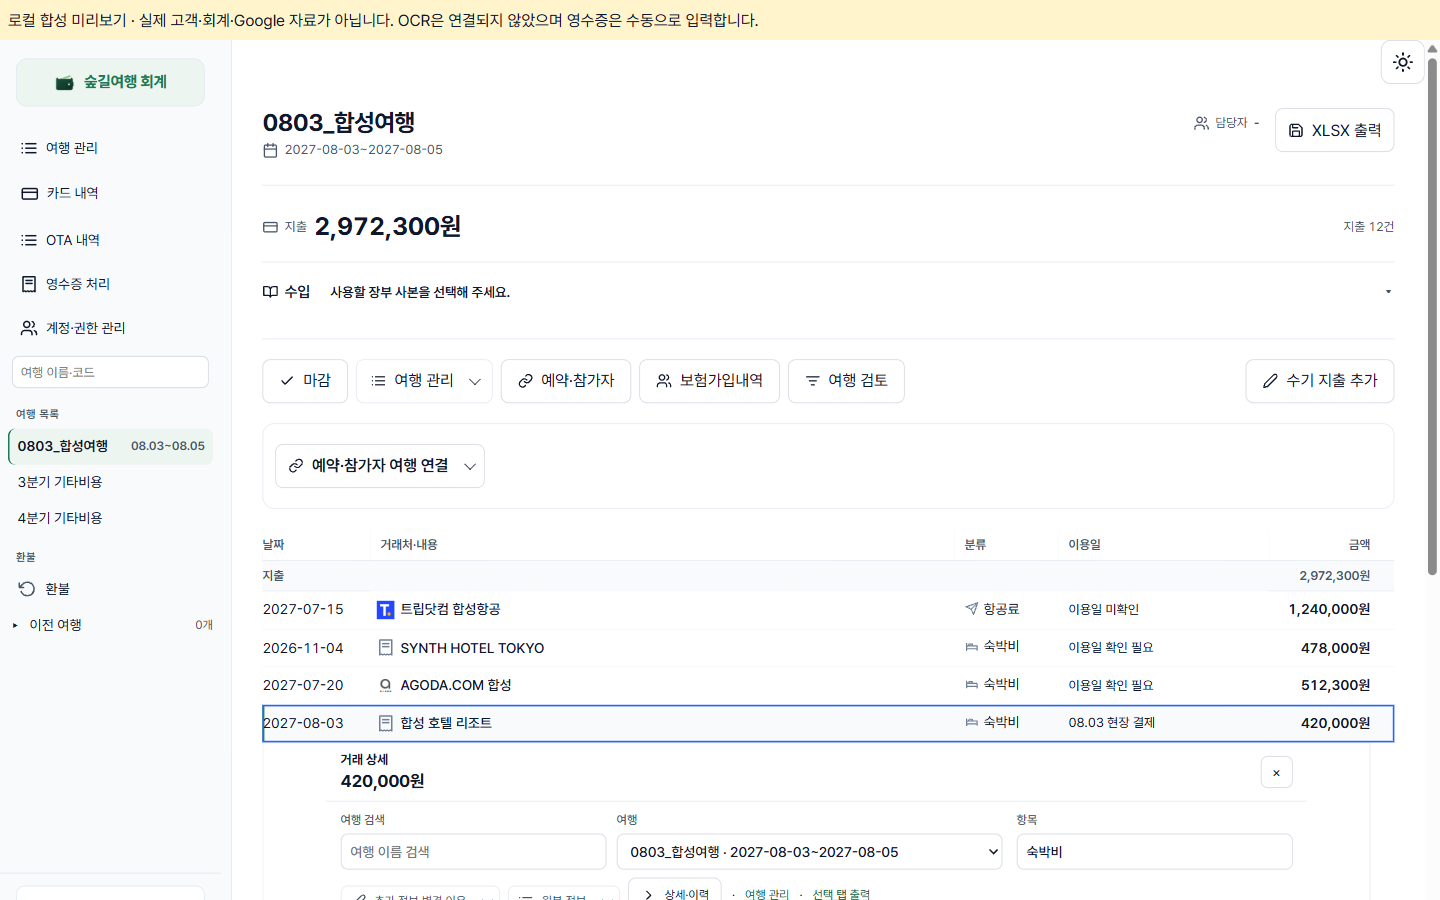 로컬 합성 미리보기 · 실제 고객·회계·Google 자료가 아닙니다. OCR은 연결되지 않았으며 영수증은 수동으로 입력합니다.
숲길여행 회계
여행 관리
카드 내역
OTA 내역
영수증 처리
계정·권한 관리
여행 이름·코드
여행 목록
0803_합성여행 08.03~08.05
3분기 기타비용
4분기 기타비용
환불
환불
이전 여행 0개
0803_합성여행
2027-08-03~2027-08-05
담당자 -
XLSX 출력
지출 2,972,300원
지출 12건
수입 사용할 장부 사본을 선택해 주세요.
마감 여행 관리 예약·참가자 보험가입내역 여행 검토 수기 지출 추가
예약·참가자 여행 연결
날짜 거래처·내용 분류 이용일 금액
지출 2,972,300원
2027-07-15 트립닷컴 합성항공 항공료 이용일 미확인 1,240,000원
2026-11-04 SYNTH HOTEL TOKYO 숙박비 이용일 확인 필요 478,000원
2027-07-20 AGODA.COM 합성 숙박비 이용일 확인 필요 512,300원
2027-08-03 합성 호텔 리조트 숙박비 08.03 현장 결제 420,000원
거래 상세
420,000원
×
여행 검색 여행 항목
여행 이름 검색 0803_합성여행 · 2027-08-03~2027-08-05 숙박비
상세·이력 · 여행 관리 · 선택 탭 출력